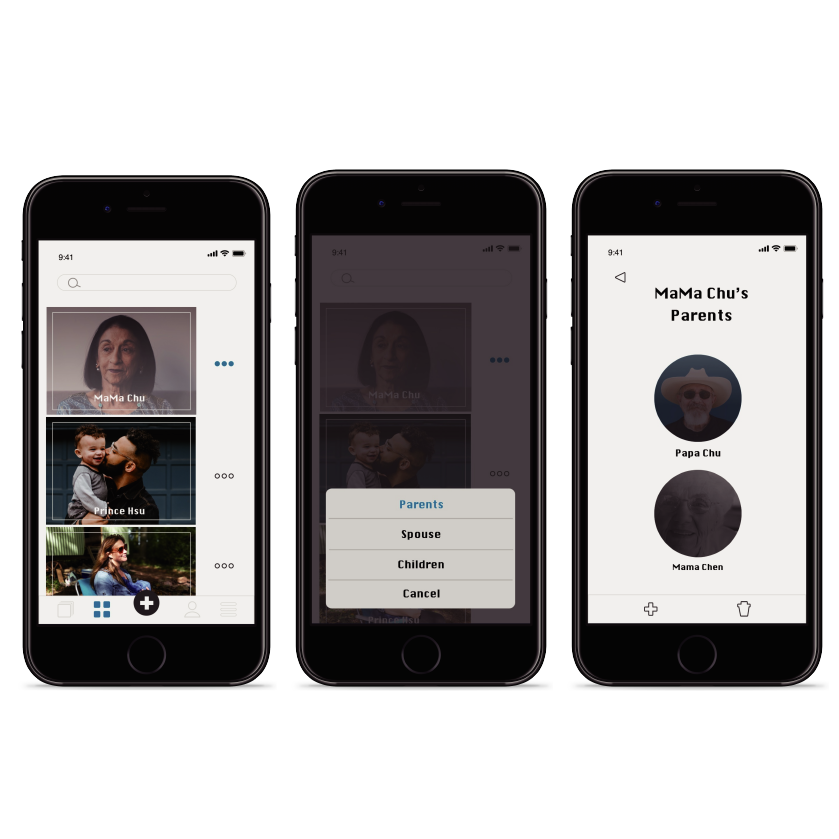 9:41
MaMa Chu
Prince Hsu
9:41
MaMa Chu
Parents
Spouse
Children
Cancel
Prince Hsu
9:41
MaMa Chu's
Parents
Papa Chu
Mama Chen